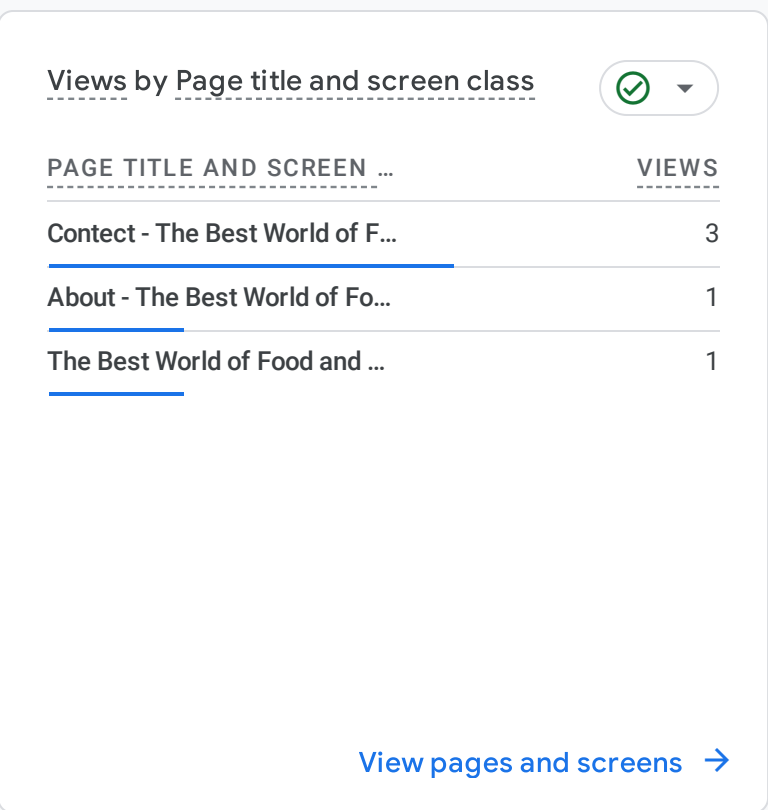 Views by Page title and screen class
PAGE TITLE AND SCREEN ... VIEWS
Contect - The Best World of F... 3
About - The Best World of Fo... 1
The Best World of Food and ... 1
View pages and screens